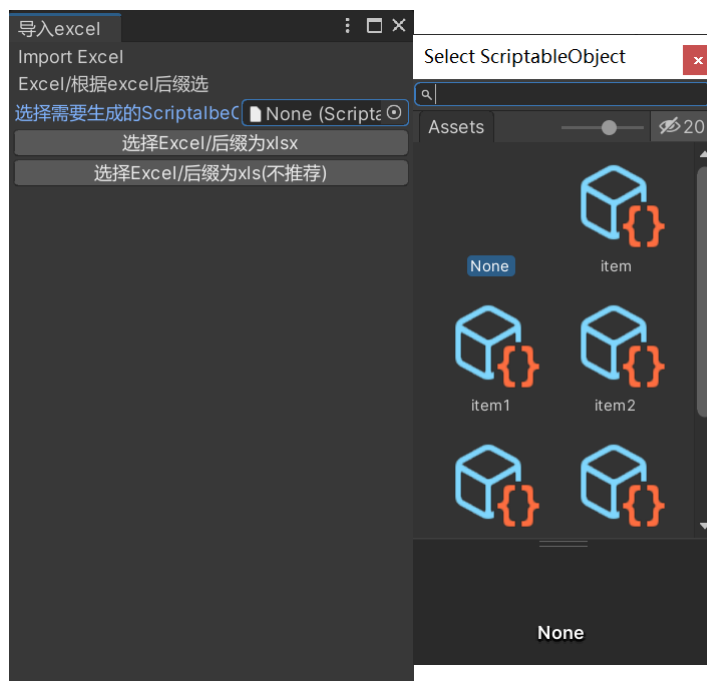 导入excel
Import Excel
Excel/根据excel后缀选
选择需要生成的ScriptalbeO
None (Scripta
选择Excel/后缀为xlsx
选择Excel/后缀为xls(不推荐)
Select ScriptableObject
Assets
20
None
item
item1
item2
None